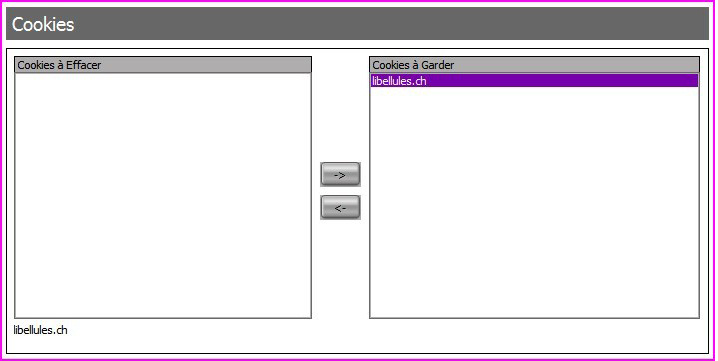 Cookies
Cookies à Effacer
Cookies à Garder
libellules.ch
->
<-
libellules.ch